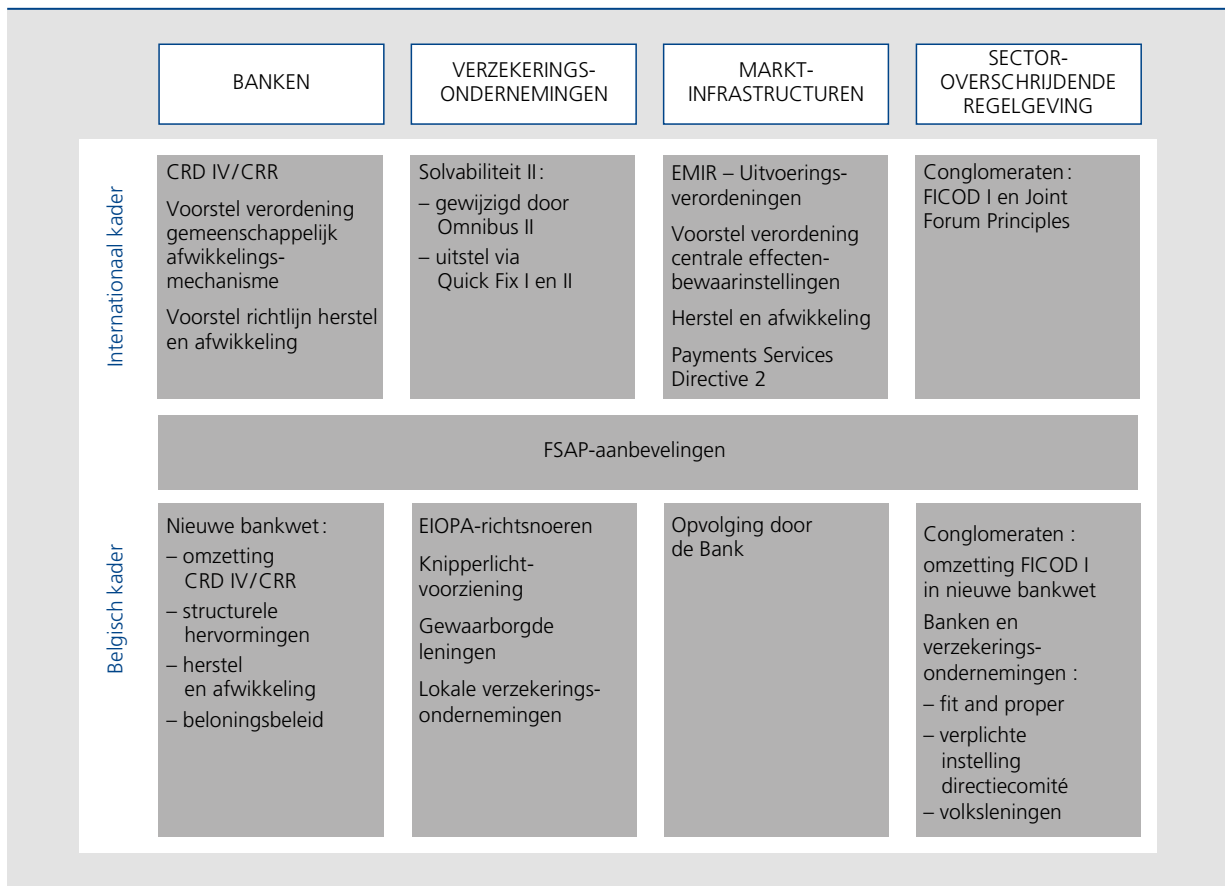 BANKEN
VERZEKERINGS-
ONDERNEMINGEN
MARKT-
INFRASTRUCTUREN
SECTOR-
OVERSCHRIJDENDE
REGELGEVING
Internationaal kader
CRD IV/CRR
Voorstel verordening
gemeenschappelijk
afwikkelings-
mechanisme
Voorstel richtlijn herstel
en afwikkeling
Solvabiliteit II :
– gewijzigd door
Omnibus II
– uitstel via
Quick Fix I en II
EMIR – Uitvoerings-
verordeningen
Voorstel verordening
centrale effecten-
bewaarinstellingen
Herstel en afwikkeling
Payments Services
Directive 2
Conglomeraten :
FICOD I en Joint
Forum Principles
FSAP-aanbevelingen
Belgisch kader
Nieuwe bankwet :
– omzetting
CRD IV/CRR
– structurele
hervormingen
– herstel
en afwikkeling
– beloningsbeleid
EIOPA-richtsnoeren
Knipperlicht-
voorziening
Gewaarborgde
leningen
Lokale verzekerings-
ondernemingen
Opvolging door
de Bank
Conglomeraten :
omzetting FICOD I
in nieuwe bankwet
Banken en
verzekerings-
ondernemingen :
– fit and proper
– verplichte
instelling
directiecomité
– volksleningen